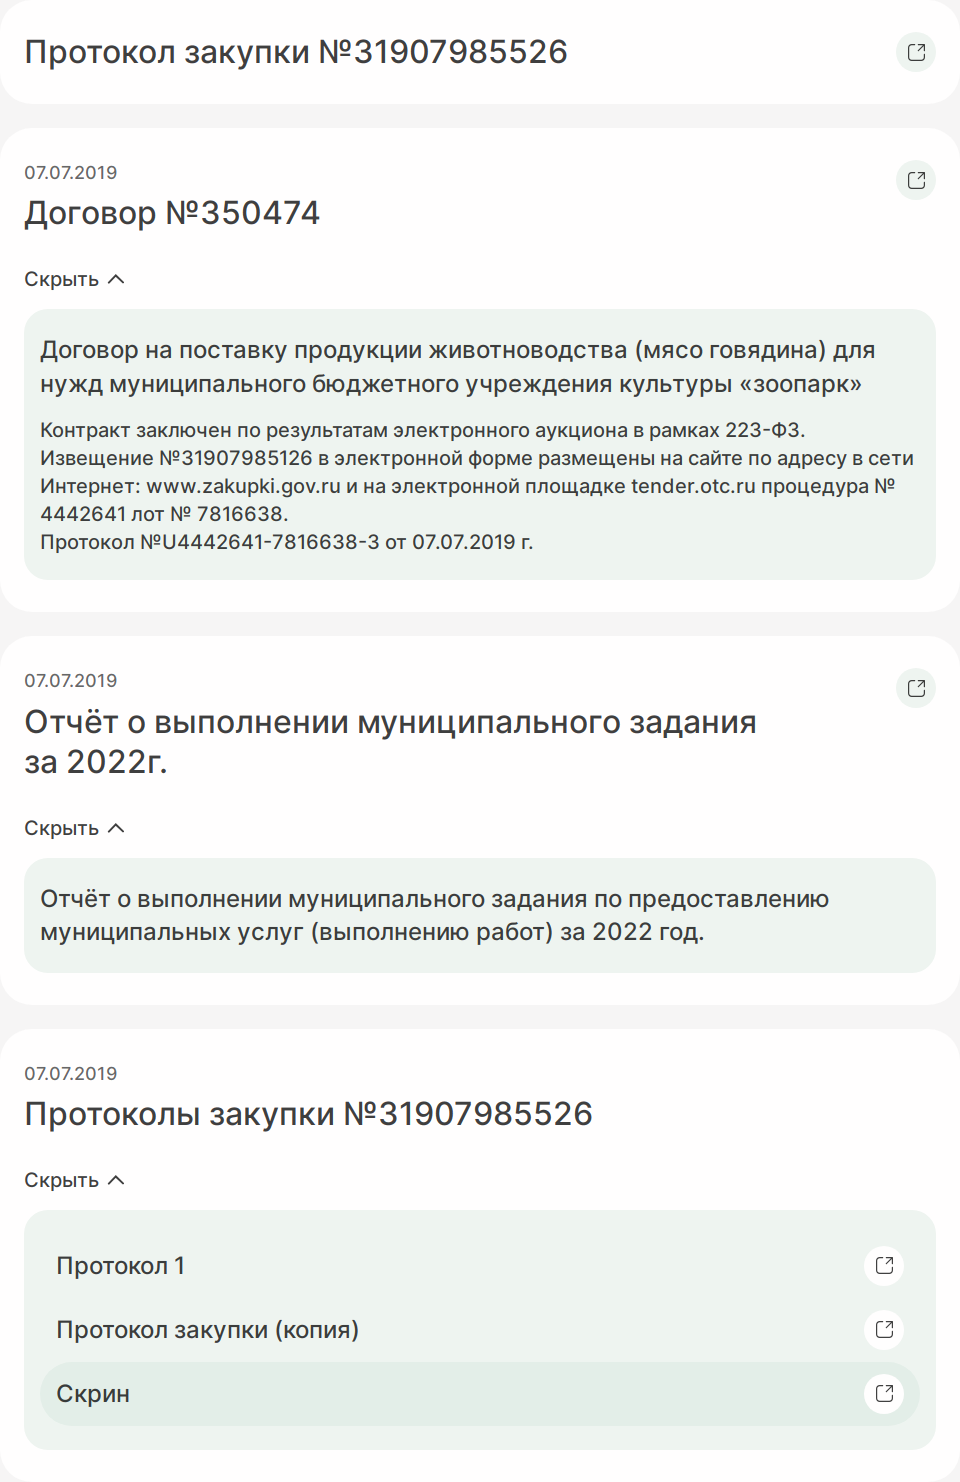 Протокол закупки №31907985526
07.07.2019
Договор №350474
Скрыть
Договор на поставку продукции животноводства (мясо говядина) для
нужд муниципального бюджетного учреждения культуры «зоопарк»
Контракт заключен по результатам электронного аукциона в рамках 223-ФЗ.
Извещение №31907985126 в электронной форме размещены на сайте по адресу в сети
Интернет: www.zakupki.gov.ru и на электронной площадке tender.otc.ru процедура №
4442641 лот № 7816638.
Протокол №U4442641-7816638-3 от 07.07.2019 г.
07.07.2019
Отчёт о выполнении муниципального задания
за 2022г.
Скрыть
Отчёт о выполнении муниципального задания по предоставлению
муниципальных услуг (выполнению работ) за 2022 год.
07.07.2019
Протоколы закупки №31907985526
Скрыть
Протокол 1
Протокол закупки (копия)
Скрин